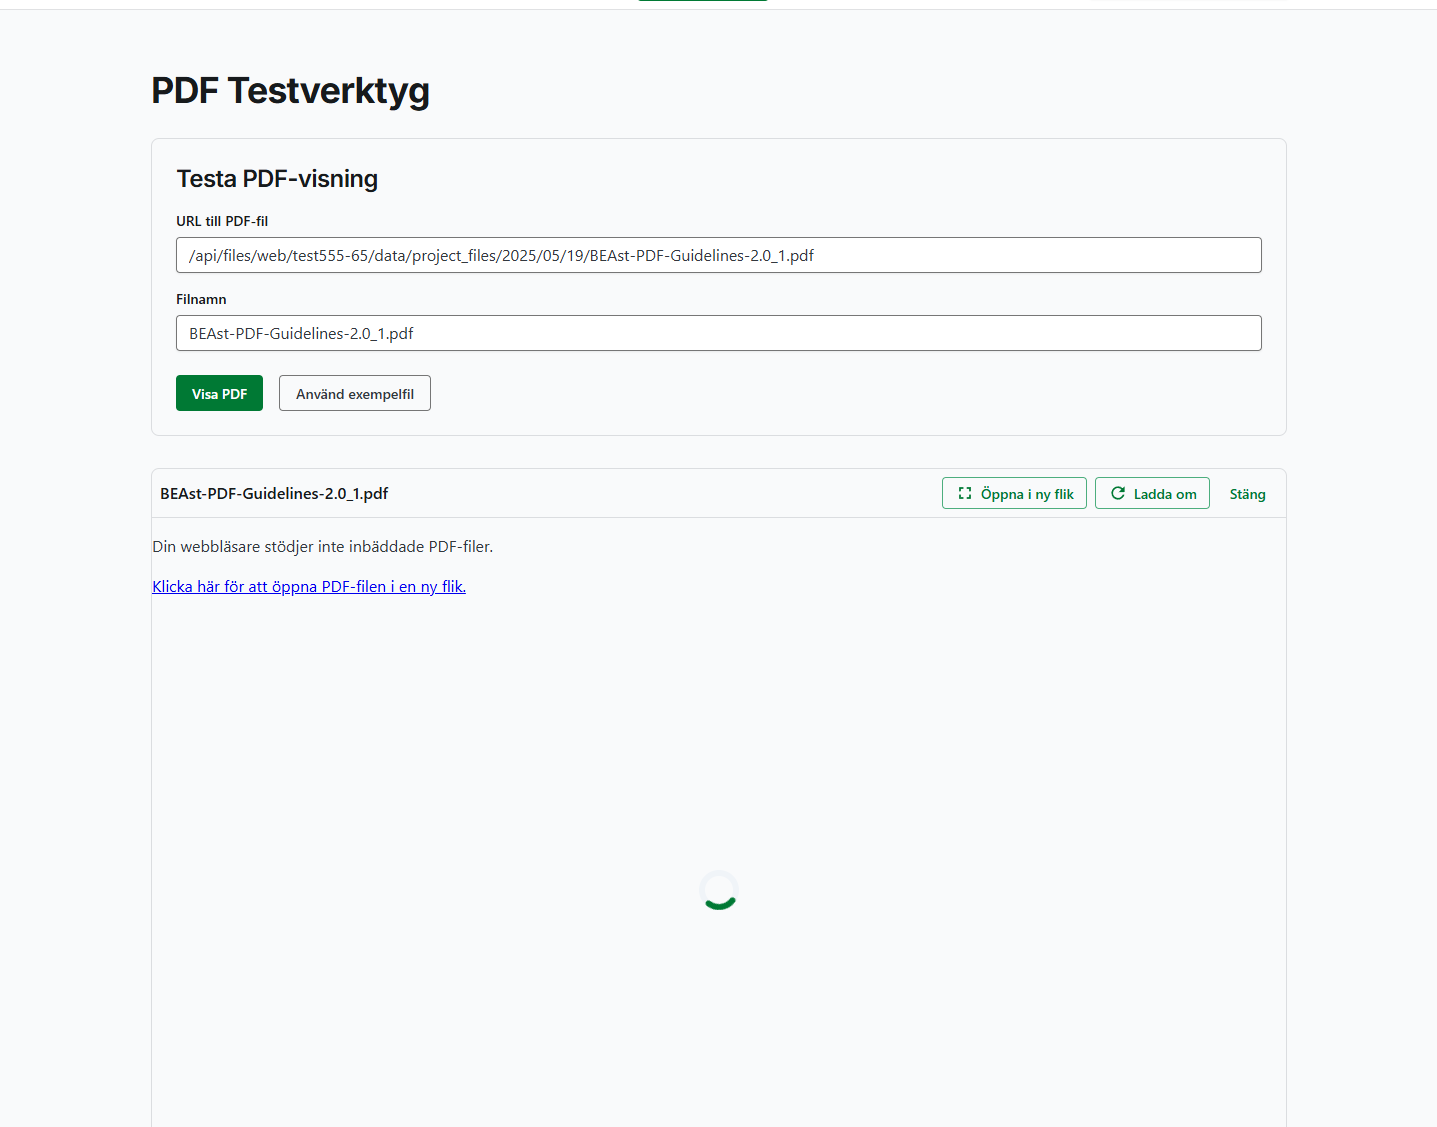 PDF Testverktyg
Testa PDF-visning
URL till PDF-fil
/api/files/web/test555-65/data/project_files/2025/05/19/BEAst-PDF-Guidelines-2.0_1.pdf
Filnamn
BEAst-PDF-Guidelines-2.0_1.pdf
Visa PDF
Använd exempelfil
BEAst-PDF-Guidelines-2.0_1.pdf
Öppna i ny flik
Ladda om
Stäng
Din webbläsare stödjer inte inbäddade PDF-filer.
Klicka här för att öppna PDF-filen i en ny flik.